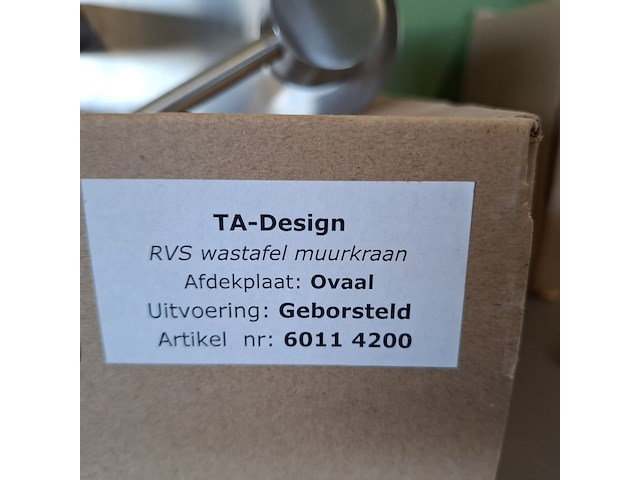 TA-Design
RVS wastafel muurkraan
Afdekplaat: Ovaal
Uitvoering: Geborsteld
Artikel nr: 6011 4200